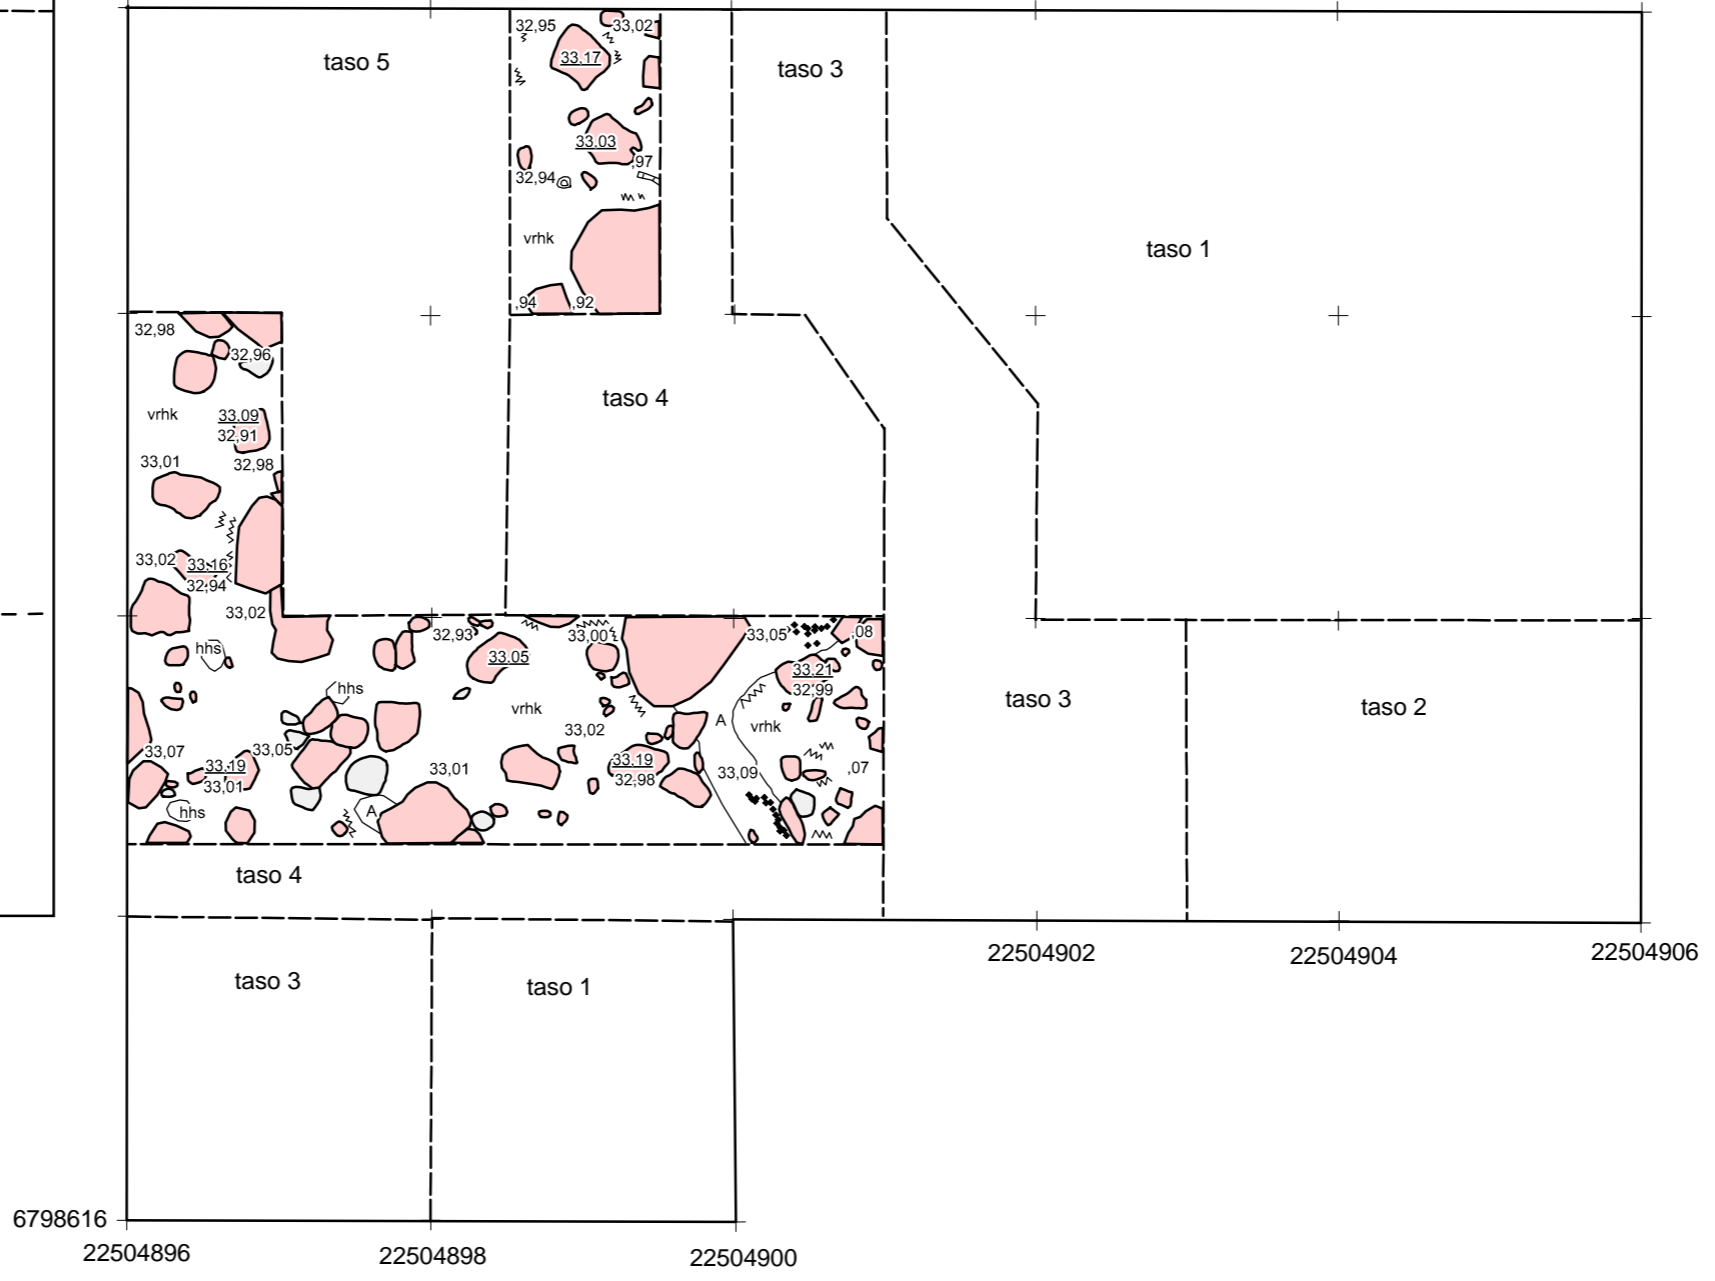 32,95
33,02
33.17
taso 5
taso 3
33.03
,97
32,94
vrhk
taso 1
,94
,92
32,98
32,96
taso 4
vrhk
33.09
32,91
33,01
32,98
33,02
33.16
32,94
33,02
32,93
33,00
33,05
,08
hhs
33.05
33.21
32,99
hhs
vrhk
taso 3
taso 2
A
vrhk
33,02
33,07
33,05
33.19
33,01
33,01
33.19
32,98
33,09
,07
hhs
A
taso 4
22504902
22504904
22504906
taso 3
taso 1
6798616
22504896
22504898
22504900